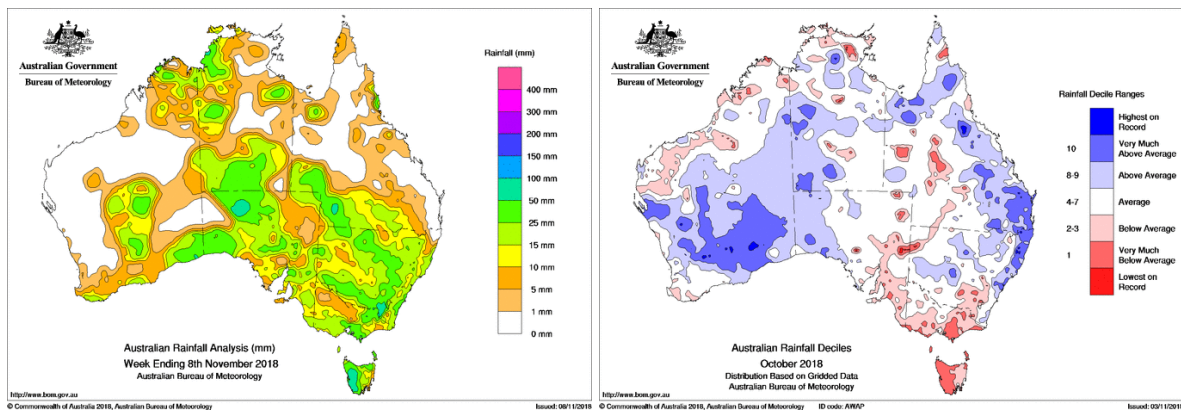 Australian Government
Bureau of Meteorology
Rainfall (mm)
400 mm
300 mm
200 mm
150 mm
100 mm
50 mm
25 mm
15 mm
10 mm
5 mm
1 mm
0 mm
Australian Rainfall Analysis (mm)
Week Ending 8th November 2018
Australian Bureau of Meteorology
http://www.bom.gov.au
© Commonwealth of Australia 2018, Australian Bureau of Meteorology
Issued: 08/11/2018
Australian Government
Bureau of Meteorology
Rainfall Decile Ranges
Highest on
Record
10
Very Much
Above Average
8-9
Above Average
4-7
Average
2-3
Below Average
1
Very Much
Below Average
Lowest on
Record
Australian Rainfall Deciles
October 2018
Distribution Based on Gridded Data
Australian Bureau of Meteorology
http://www.bom.gov.au
© Commonwealth of Australia 2018, Australian Bureau of Meteorology
ID code: AWAP
Issued: 03/11/2018